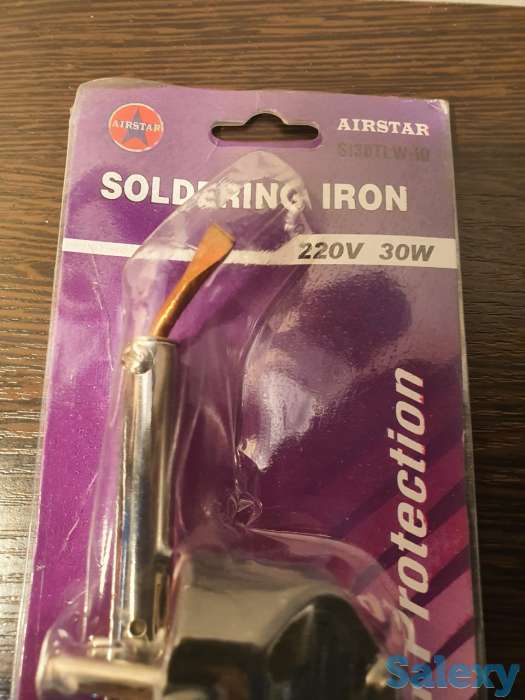 AIRSTAR
AIRSTAR
SOLDERING IRON
220V 30W
Protection
Salexy